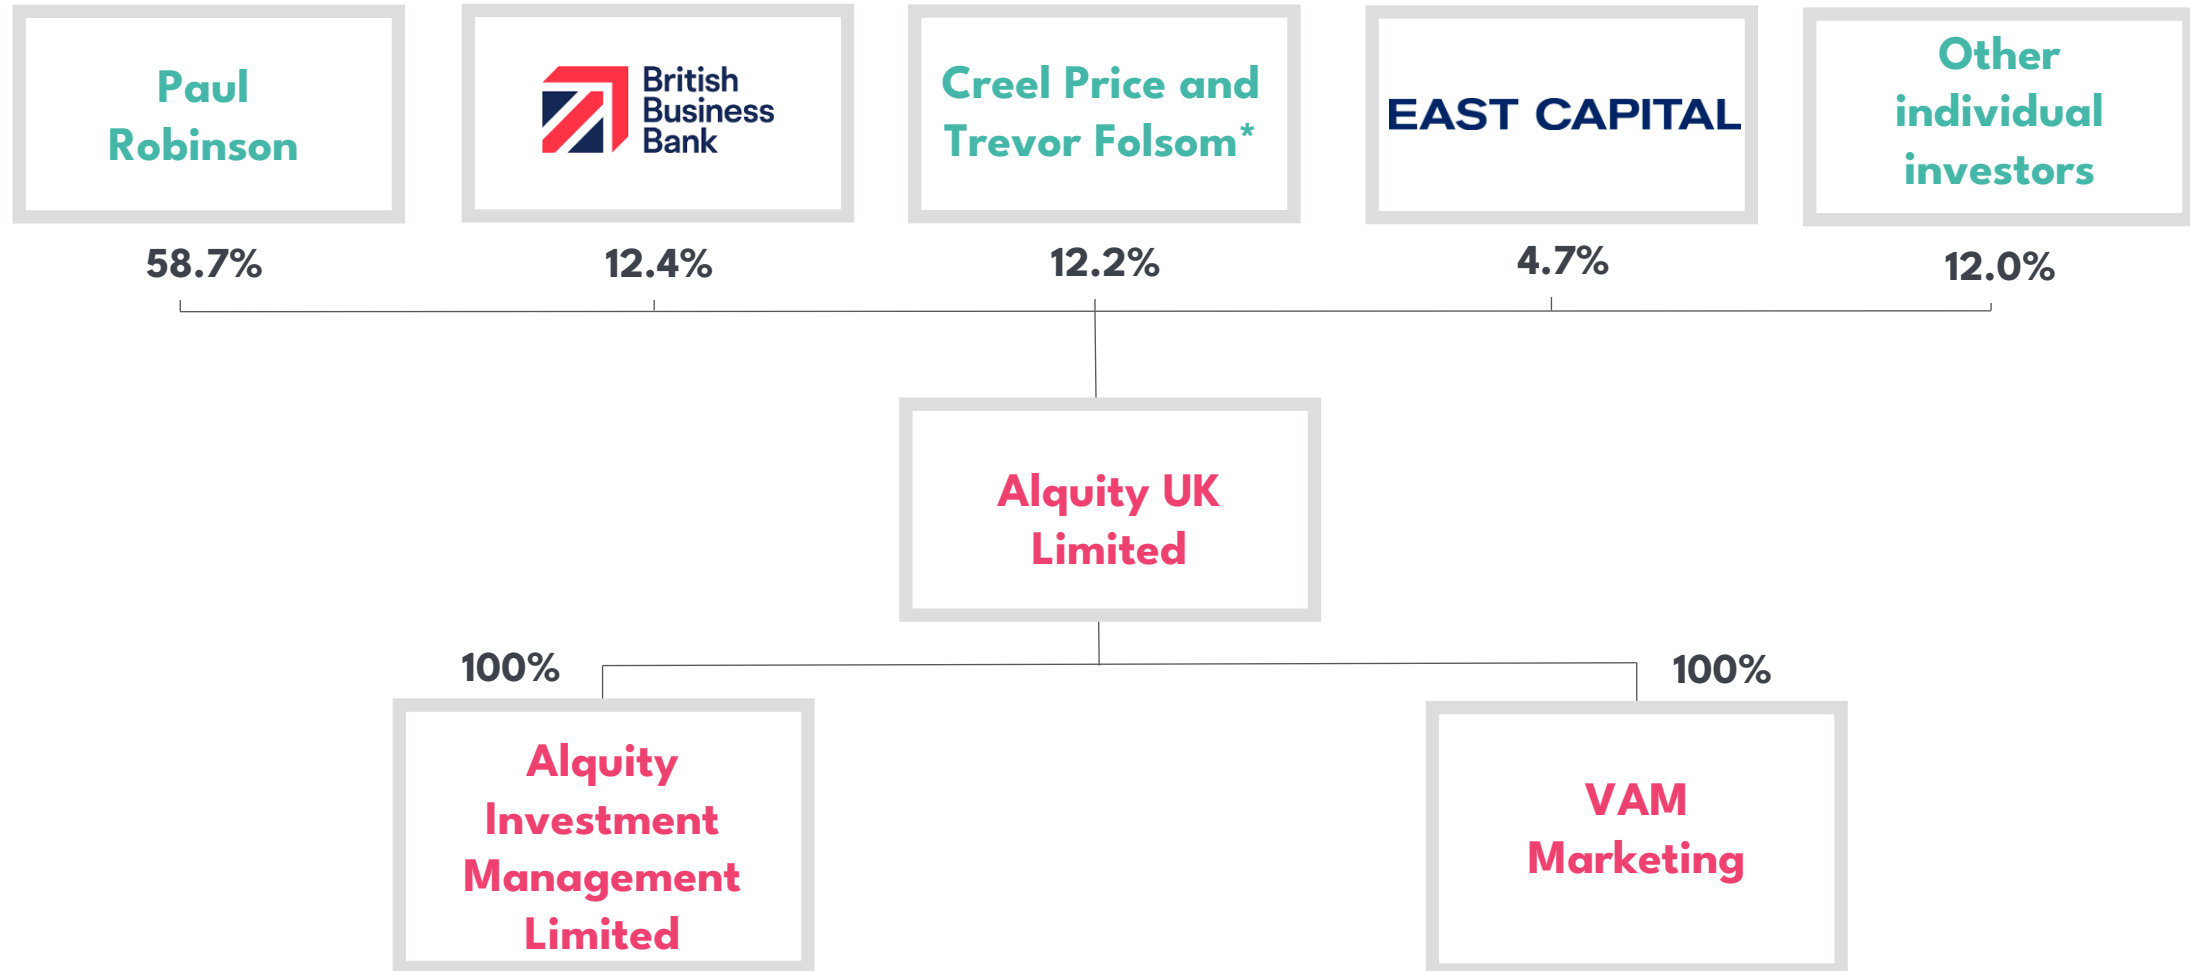 Paul
Robinson
58.7%
British
Business
Bank
12.4%
Creel Price and
Trevor Folsom*
12.2%
EAST CAPITAL
4.7%
Other
individual
investors
12.0%
Alquity UK
Limited
100%
Alquity
Investment
Management
Limited
100%
VAM
Marketing